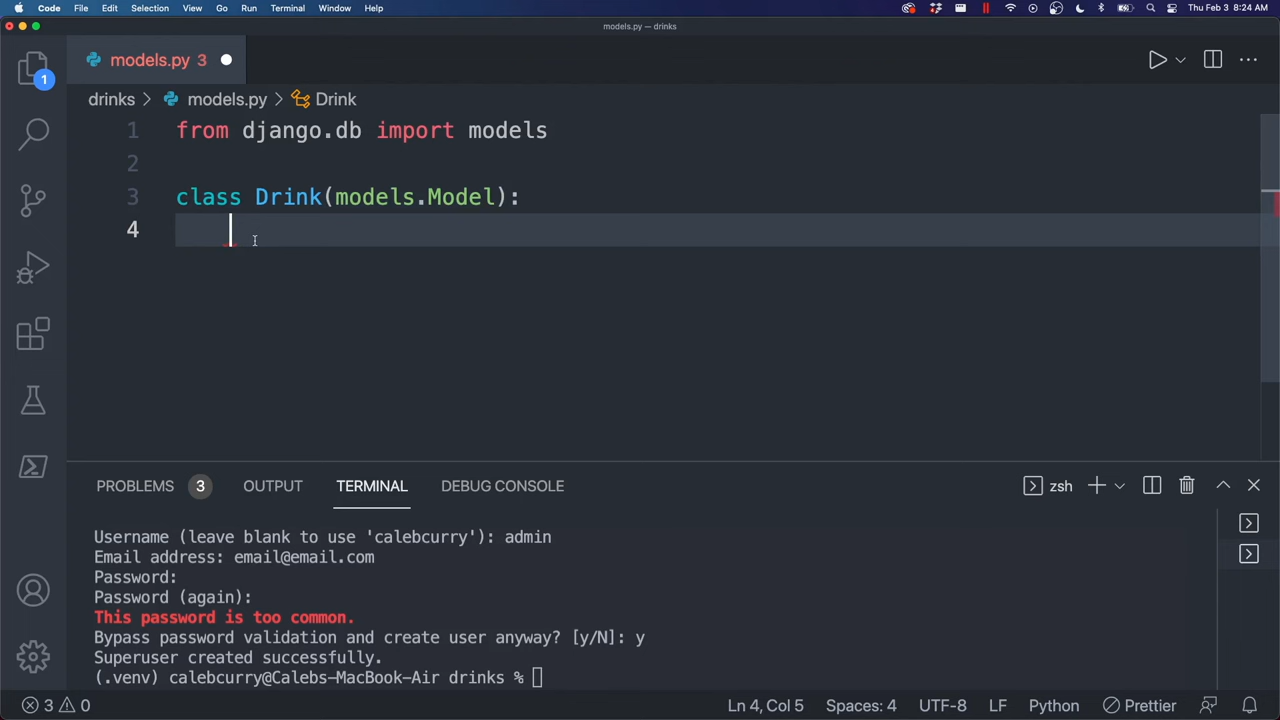 Code File Edit Selection View Go Run Terminal Window Help Thu Feb 3 8:24 AM
models.py — drinks
models.py 3
1
drinks > models.py > Drink
1 from django.db import models
2
3 class Drink(models.Model):
4
PROBLEMS 3 OUTPUT TERMINAL DEBUG CONSOLE zsh
Username (leave blank to use 'calebcurry'): admin
Email address: email@email.com
Password:
Password (again):
This password is too common.
Bypass password validation and create user anyway? [y/N]: y
Superuser created successfully.
(.venv) calebcurry@Calebs-MacBook-Air drinks %
3 0 Ln 4, Col 5 Spaces: 4 UTF-8 LF Python Prettier